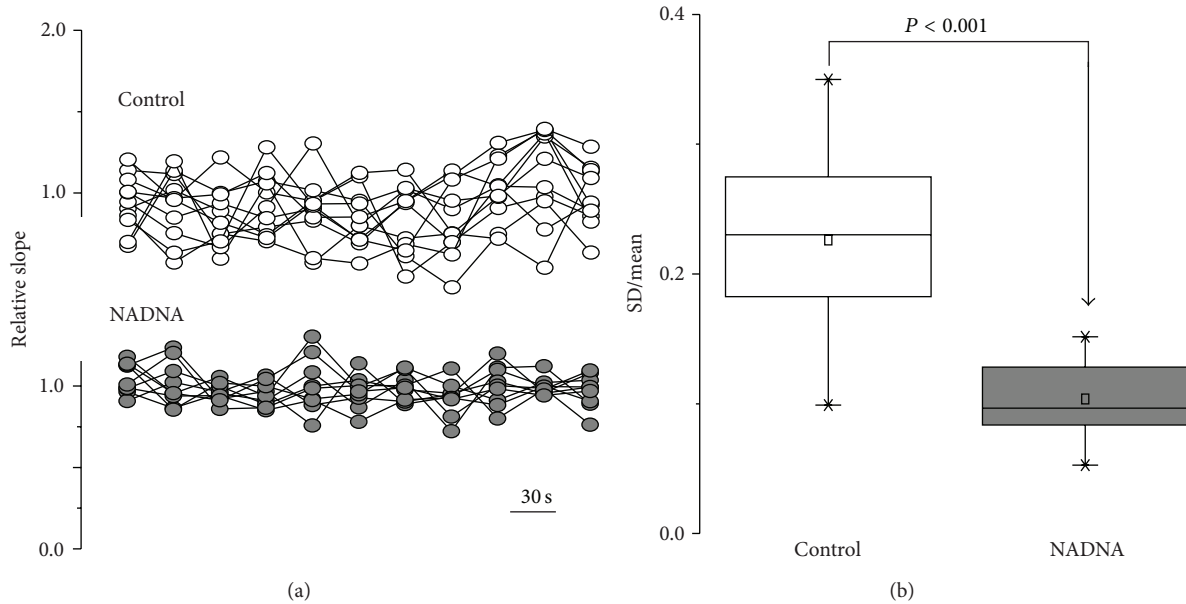 2.0
Control
1.0
Relative slope
NADNA
1.0
30 s
0.0
(a)
0.4
P < 0.001
SD/mean
0.2
0.0
Control
NADNA
(b)